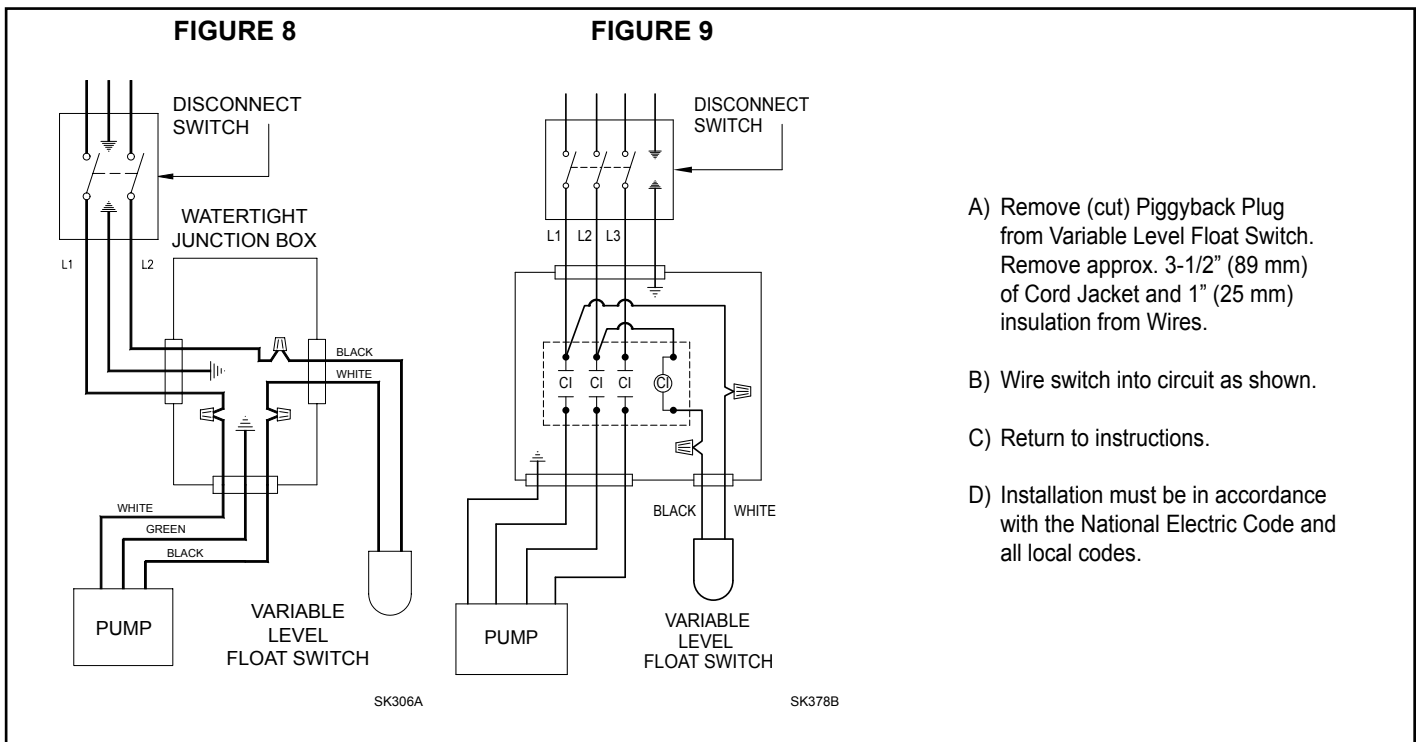 FIGURE 8
DISCONNECT
SWITCH
WATERTIGHT
JUNCTION BOX
L1
L2
BLACK
WHITE
WHITE
GREEN
BLACK
PUMP
VARIABLE
LEVEL
FLOAT SWITCH
SK306A
FIGURE 9
DISCONNECT
SWITCH
L1
L2
L3
CI
CI
CI
CI
BLACK
WHITE
PUMP
VARIABLE
LEVEL
FLOAT SWITCH
SK378B
A) Remove (cut) Piggyback Plug
from Variable Level Float Switch.
Remove approx. 3-1/2” (89 mm)
of Cord Jacket and 1” (25 mm)
insulation from Wires.
B) Wire switch into circuit as shown.
C) Return to instructions.
D) Installation must be in accordance
with the National Electric Code and
all local codes.